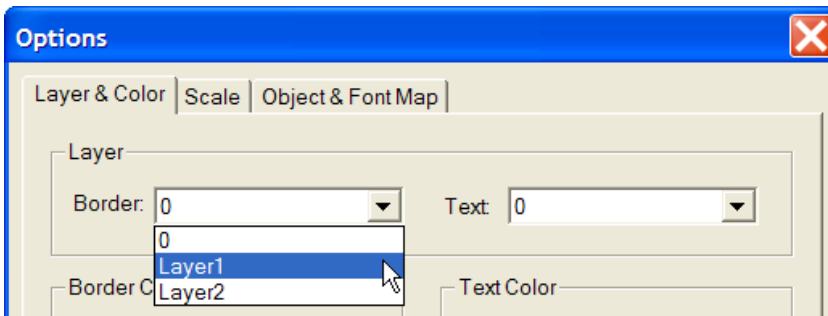 Options
Layer & Color Scale Object & Font Map
Layer
Border: 0 Text: 0
0
Layer1
Layer2
Border C Text Color